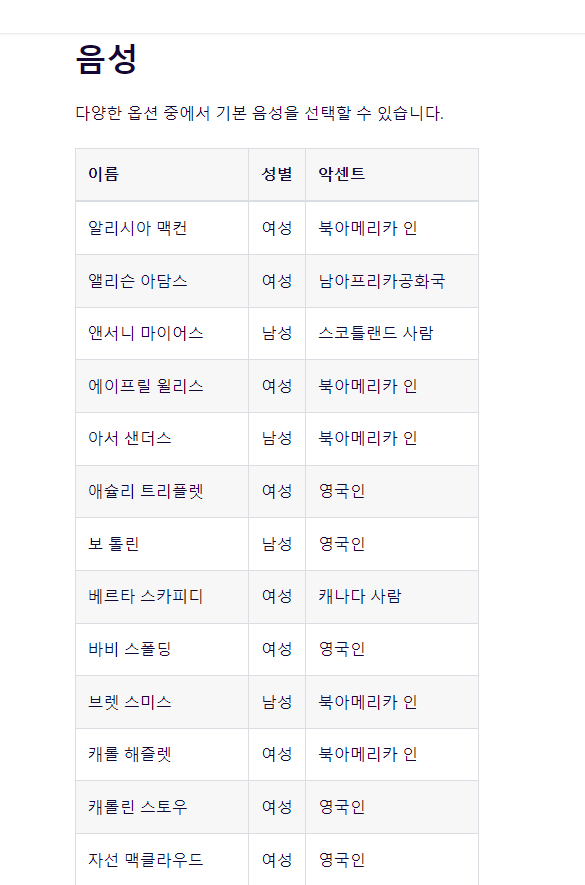 음성
다양한 옵션 중에서 기본 음성을 선택할 수 있습니다.
이름 성별 악센트
알리시아 맥컨 여성 북아메리카 인
앨리슨 아담스 여성 남아프리카공화국
앤서니 마이어스 남성 스코틀랜드 사람
에이프릴 월리스 여성 북아메리카 인
아서 샌더스 남성 북아메리카 인
애슐리 트리플렛 여성 영국인
보 톨린 남성 영국인
베르타 스카피디 여성 캐나다 사람
바비 스폴딩 여성 영국인
브렛 스미스 남성 북아메리카 인
캐롤 해즐렛 여성 북아메리카 인
캐롤린 스토우 여성 영국인
자선 맥클라우드 여성 영국인